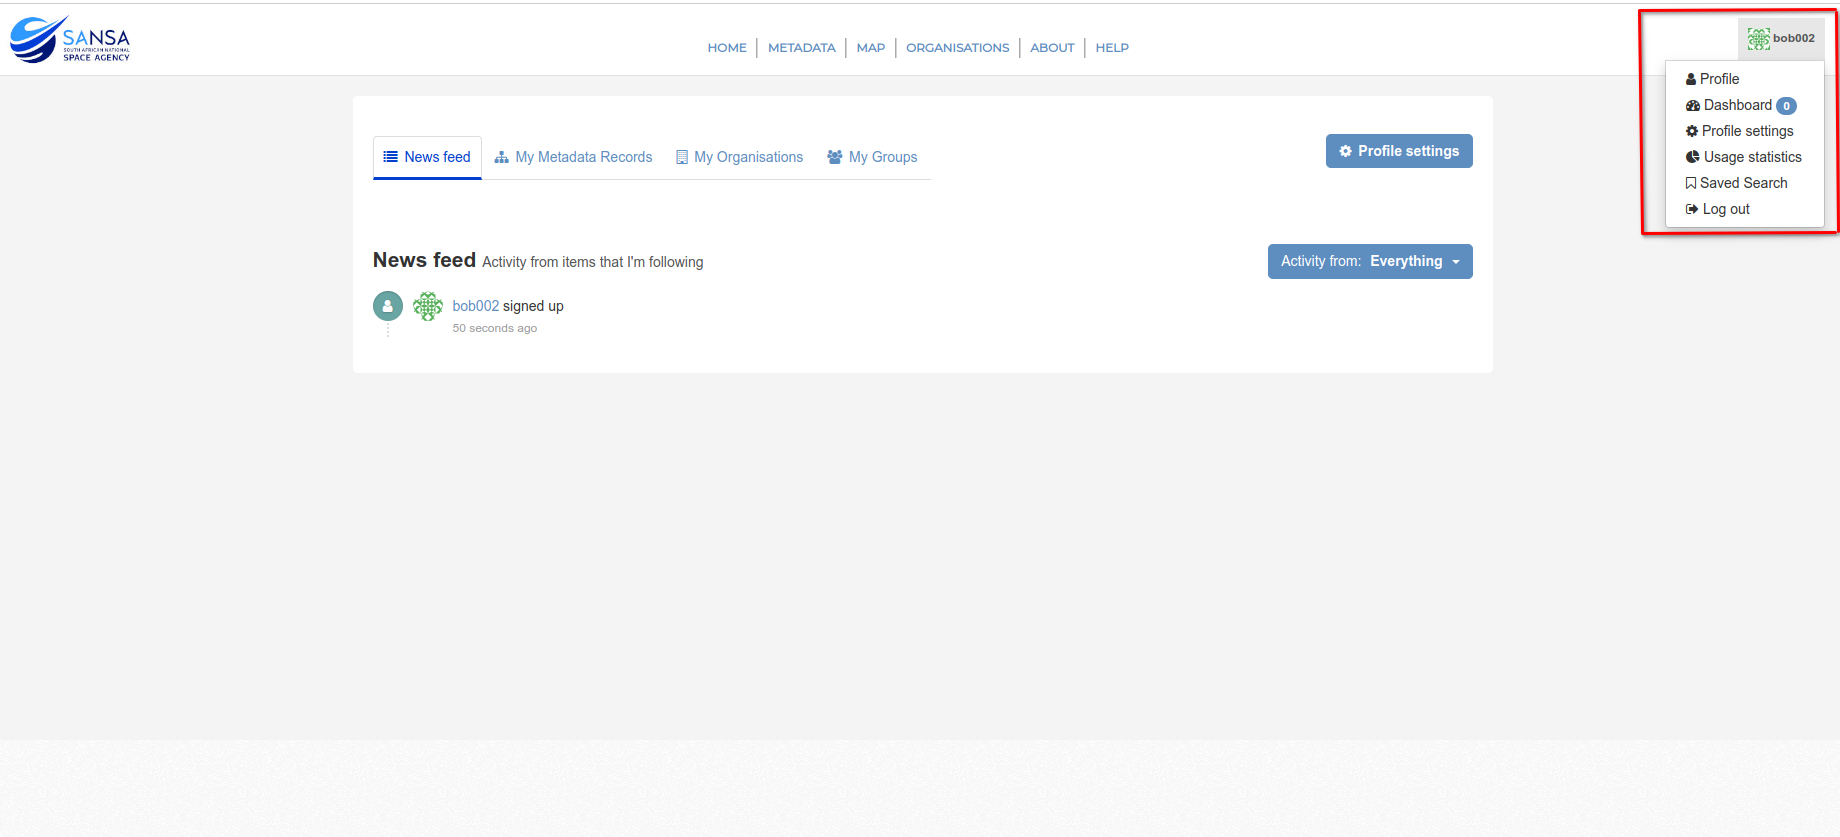 SANSA
SOUTH AFRICAN NATIONAL
SPACE AGENCY
HOME METADATA MAP ORGANISATIONS ABOUT HELP
bob002
Profile
Dashboard 0
Profile settings
Usage statistics
Saved Search
Log out
News feed My Metadata Records My Organisations My Groups
Profile settings
News feed Activity from items that I'm following
Activity from: Everything
bob002 signed up
50 seconds ago